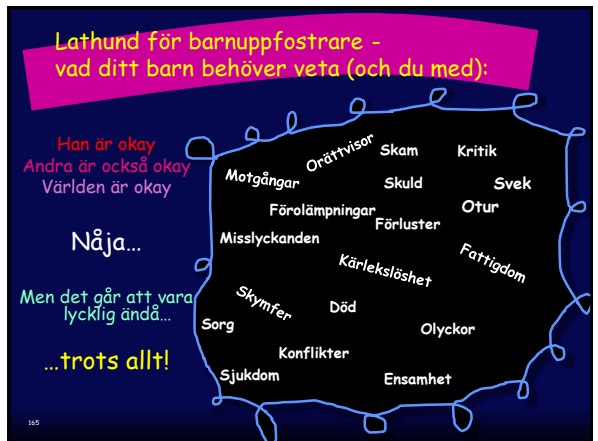 Lathund för barnuppfostrare -
vad ditt barn behöver veta (och du med):
Han är okay
Andra är också okay
Världen är okay
Nåja...
Men det går att vara
lycklig ändå...
...trots allt!
Orättvisor
Skam
Kritik
Motgångar
Skuld
Svek
Förolämpningar
Otur
Förluster
Misslyckanden
Kärlekslöshet
Fattigdom
Skymfer
Död
Sorg
Olyckor
Konflikter
Sjukdom
Ensamhet
165